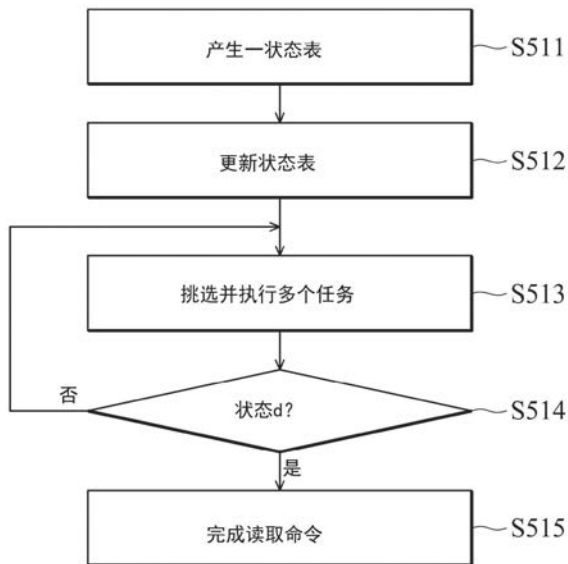 产生一状态表
S511
更新状态表
S512
挑选并执行多个任务
S513
否
状态d?
S514
是
完成读取命令
S515